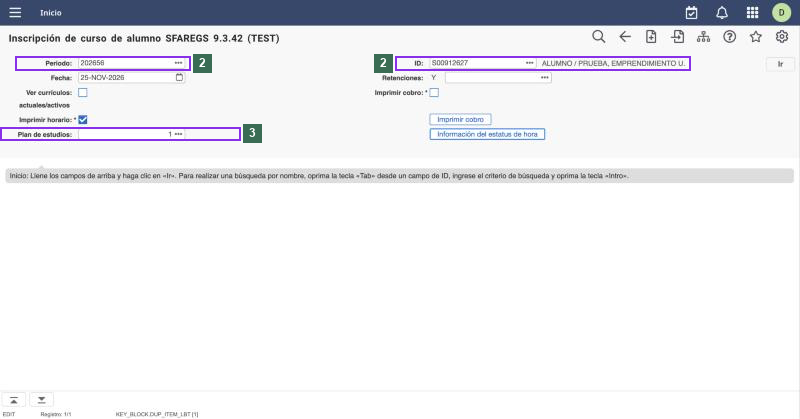 Inicio
D
Inscripción de curso de alumno SFAREGS 9.3.42 (TEST)
Periodo: 202656 ••• 2
2 ID: S00912627 ••• ALUMNO / PRUEBA, EMPRENDIMIENTO U.
Ir
Fecha: 25-NOV-2026
Retenciones: Y •••
Ver currículos: actuales/activos
Imprimir cobro: *
Imprimir horario: *
Imprimir cobro
Plan de estudios: 1 ••• 3
Información del estatus de hora
Inicio: Llene los campos de arriba y haga clic en «Ir». Para realizar una búsqueda por nombre, oprima la tecla «Tab» desde un campo de ID, ingrese el criterio de búsqueda y oprima la tecla «Intro».
EDIT Registro: 1/1 KEY_BLOCK.DUP_ITEM_LBT [1]